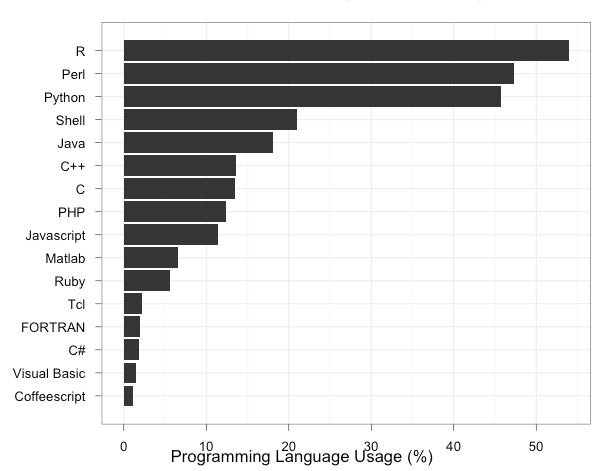 R
Perl
Python
Shell
Java
C++
C
PHP
Javascript
Matlab
Ruby
Tcl
FORTRAN
C#
Visual Basic
Coffeescript
0 10 20 30 40 50
Programming Language Usage (%)